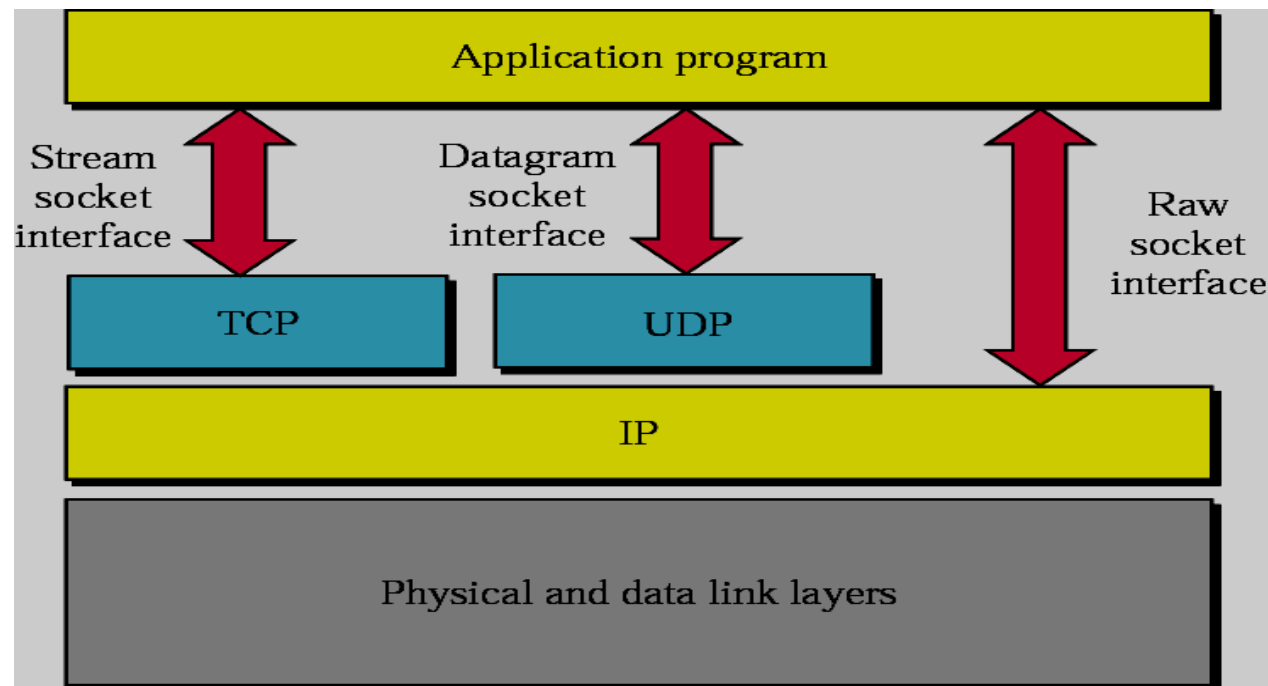 Application program
Stream
socket
interface
Datagram
socket
interface
Raw
socket
interface
TCP
UDP
IP
Physical and data link layers